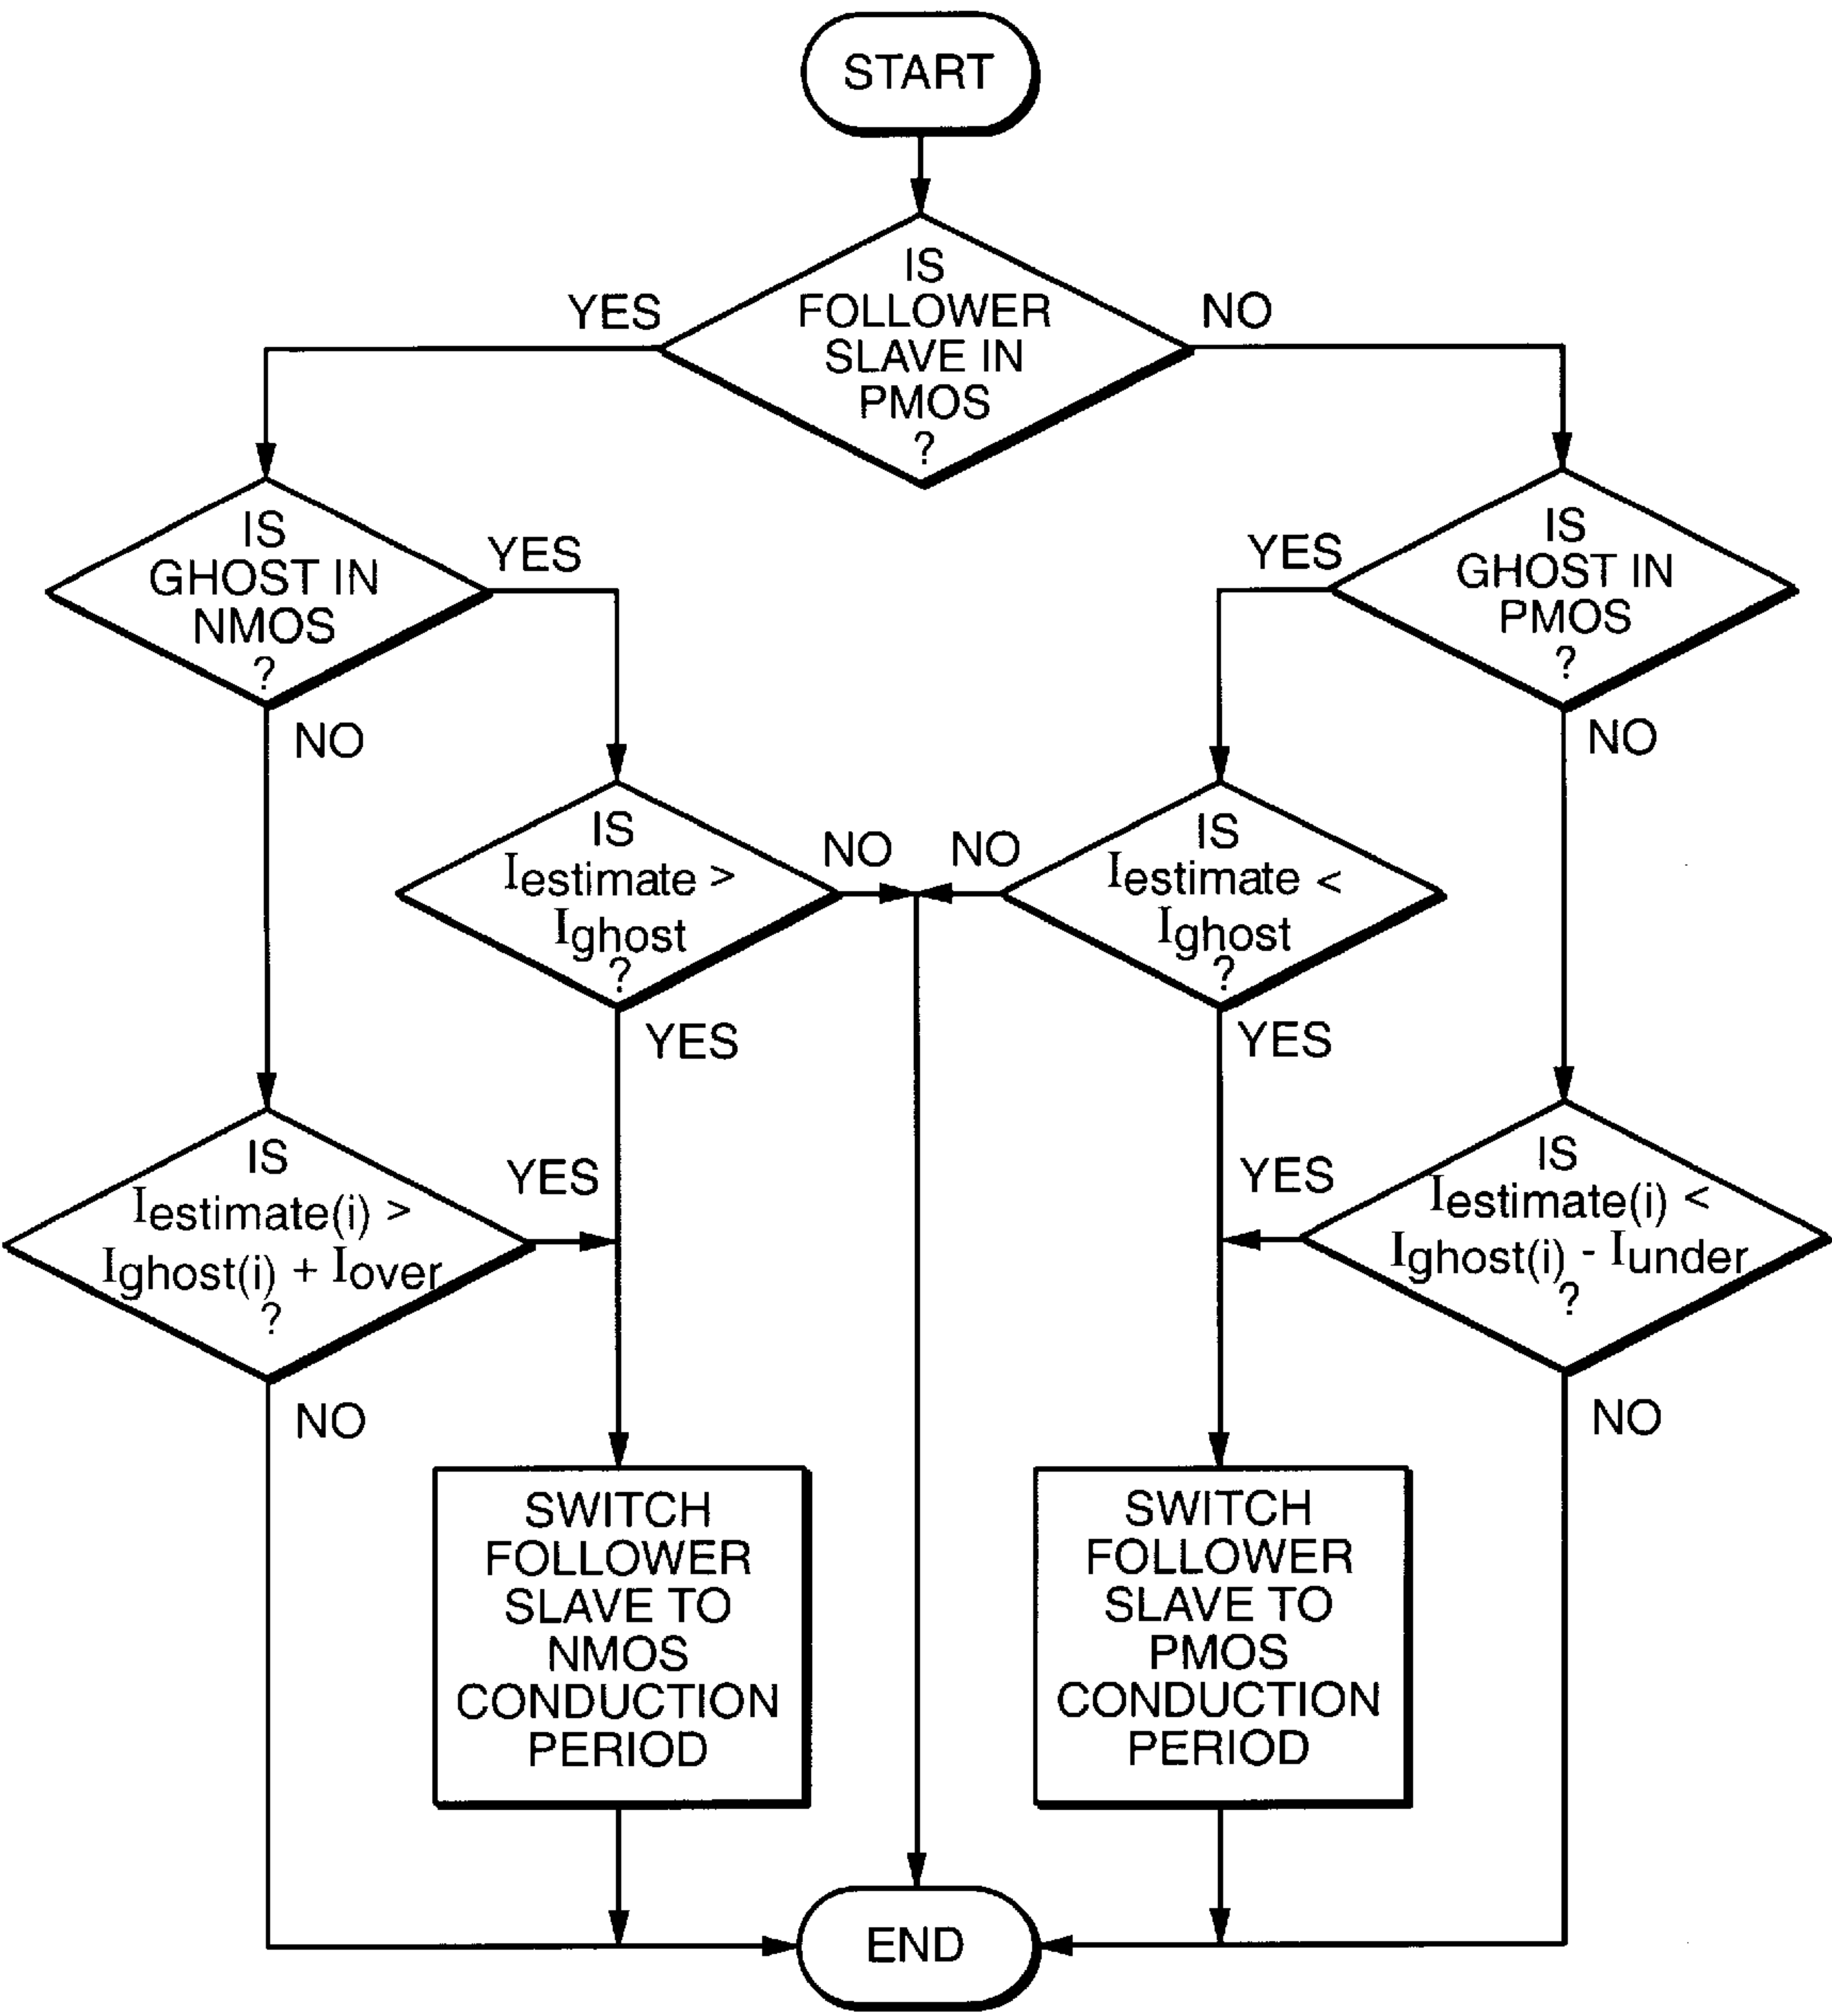 START
IS
FOLLOWER
SLAVE IN
PMOS
?
YES
NO
IS
GHOST IN
NMOS
?
YES
NO
IS
GHOST IN
PMOS
?
YES
NO
IS
Iestimate >
Ighost
?
NO
YES
IS
Iestimate <
Ighost
?
NO
YES
IS
Iestimate(i) >
Ighost(i) + Iover
?
YES
NO
IS
Iestimate(i) <
Ighost(i) - Iunder
?
YES
NO
SWITCH
FOLLOWER
SLAVE TO
NMOS
CONDUCTION
PERIOD
SWITCH
FOLLOWER
SLAVE TO
PMOS
CONDUCTION
PERIOD
END